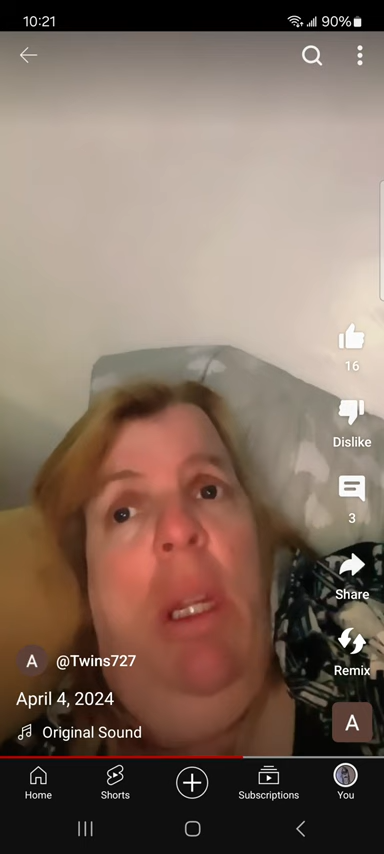 10:21
90%
16
Dislike
3
Share
A @Twins727
Remix
April 4, 2024
Original Sound
A
Home
Shorts
Subscriptions
You